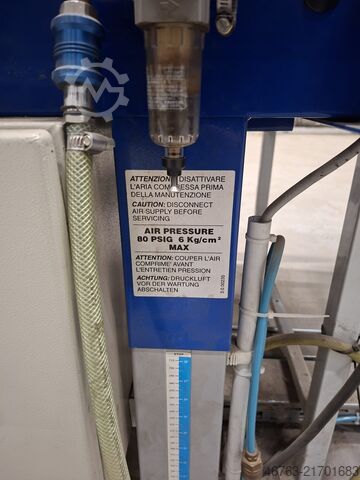 ATTENZIONE: DISATTIVARE
L'ARIA COMPRESSA PRIMA
DELLA MANUTENZIONE
CAUTION: DISCONNECT
AIR SUPPLY BEFORE
SERVICING
AIR PRESSURE
80 PSIG 6 Kg/cm²
MAX
ATTENTION: COUPER L'AIR
COMPRIME' AVANT
L'ENTRETIEN PRESSION
ACHTUNG: DRUCKLUFT
VOR DER WARTUNG
ABSCHALTEN
46763-21701683